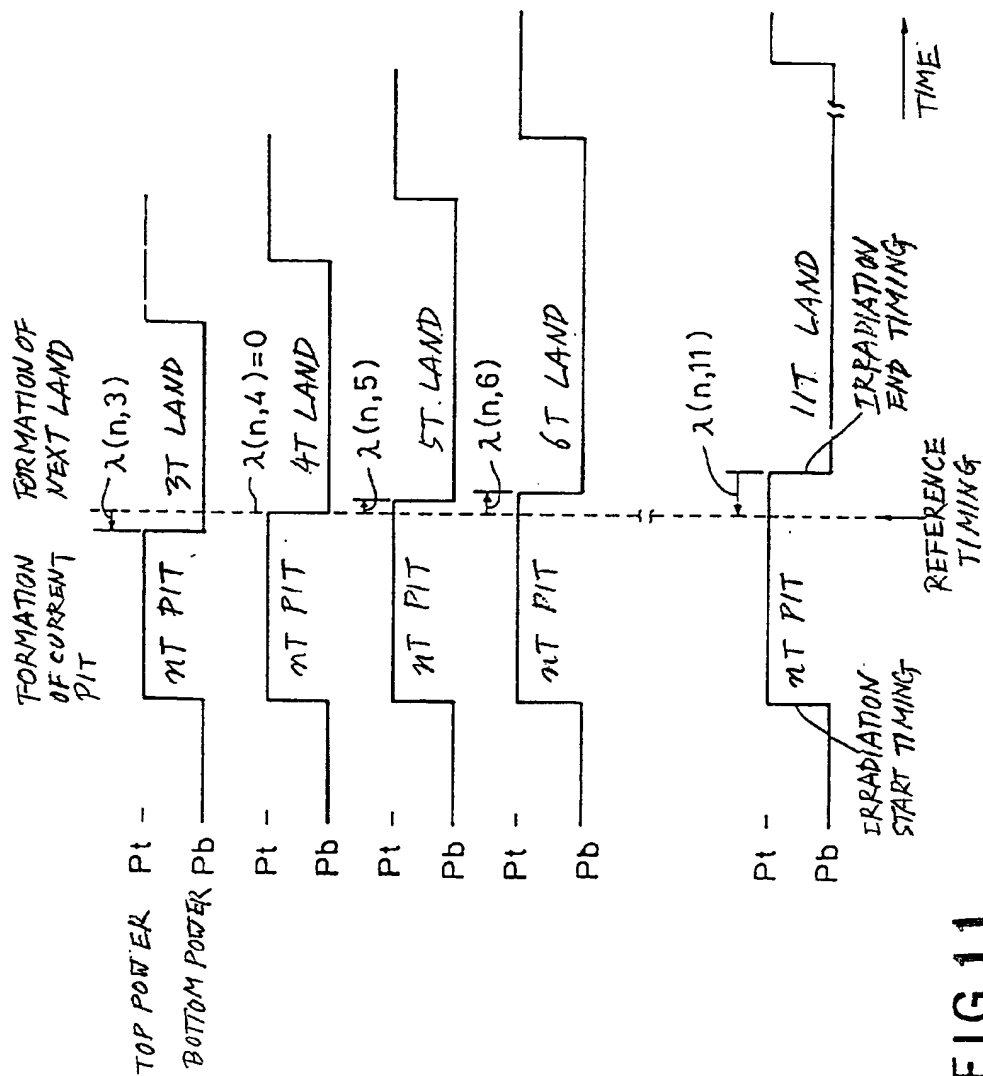 FORMATION
OF CURRENT
PIT
FORMATION OF
NEXT LAND
TOP POWER Pt
BOTTOM POWER Pb
nT PIT
λ(n,3)
3T LAND
Pt
Pb
nT PIT
λ(n,4)=0
4T LAND
Pt
Pb
nT PIT
λ(n,5)
5T LAND
Pt
Pb
nT PIT
λ(n,6)
6T LAND
Pt
Pb
nT PIT
λ(n,11)
11T LAND
IRRADIATION
START TIMING
IRRADIATION
END TIMING
REFERENCE
TIMING
TIME
FIG.11